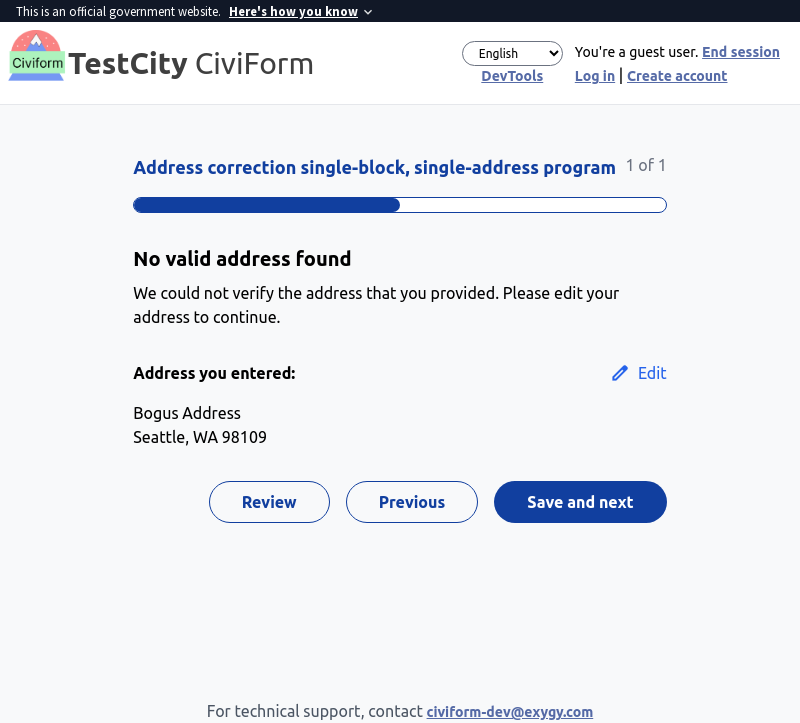 This is an official government website. Here's how you know
Civiform
TestCity CiviForm
English
You're a guest user. End session
DevTools
Log in | Create account
Address correction single-block, single-address program
1 of 1
No valid address found
We could not verify the address that you provided. Please edit your
address to continue.
Address you entered:
Edit
Bogus Address
Seattle, WA 98109
Review
Previous
Save and next
For technical support, contact civiform-dev@exygy.com